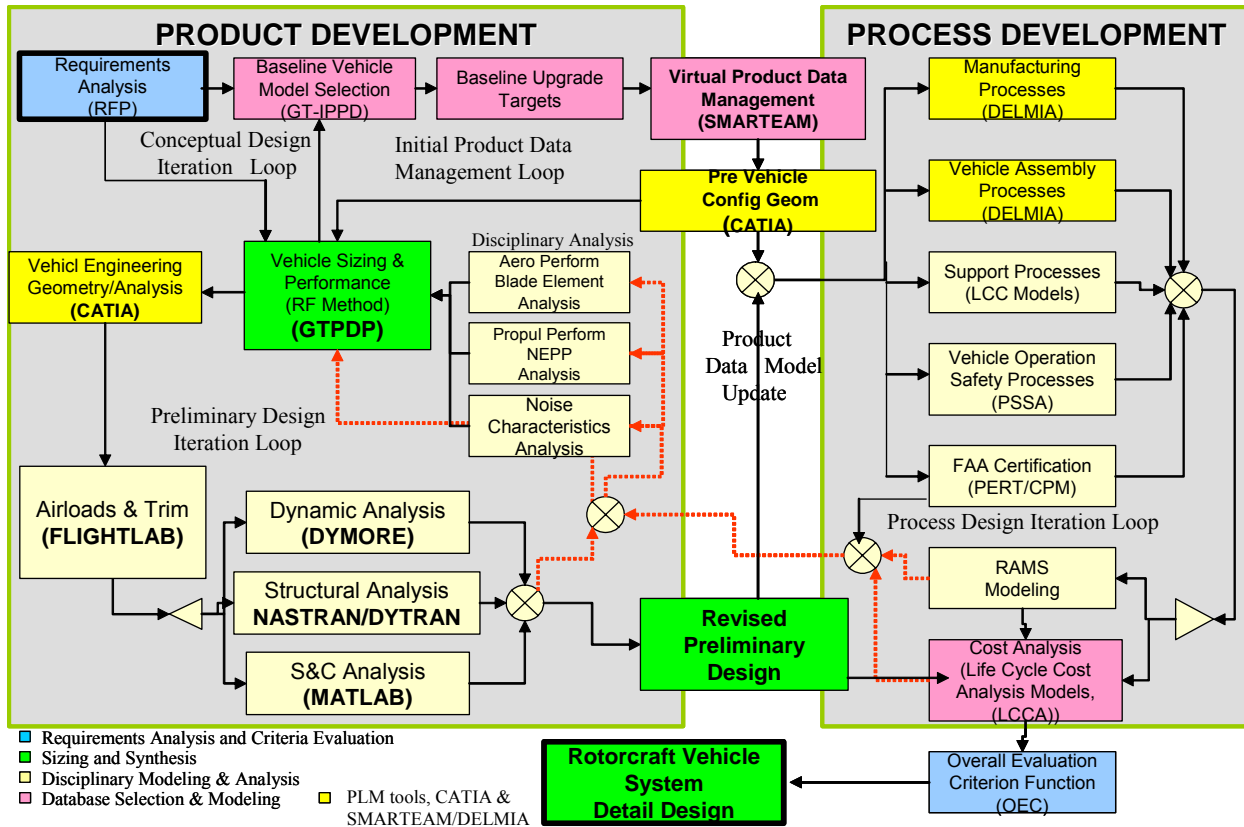 PRODUCT DEVELOPMENT
PROCESS DEVELOPMENT
Requirements
Analysis
(RFP)
Baseline Vehicle
Model Selection
(GT-IPPD)
Baseline Upgrade
Targets
Virtual Product Data
Management
(SMARTEAM)
Manufacturing
Processes
(DELMIA)
Conceptual Design
Iteration Loop
Initial Product Data
Management Loop
Pre Vehicle
Config Geom
(CATIA)
Vehicle Assembly
Processes
(DELMIA)
Vehicl Engineering
Geometry/Analysis
(CATIA)
Vehicle Sizing &
Performance
(RF Method)
(GTPDP)
Disciplinary Analysis
Aero Perform
Blade Element
Analysis
Propul Perform
NEPP
Analysis
Noise
Characteristics
Analysis
Support Processes
(LCC Models)
Product
Data Model
Update
Vehicle Operation
Safety Processes
(PSSA)
Preliminary Design
Iteration Loop
FAA Certification
(PERT/CPM)
Process Design Iteration Loop
Airloads & Trim
(FLIGHTLAB)
Dynamic Analysis
(DYMORE)
Structural Analysis
NASTRAN/DYTRAN
S&C Analysis
(MATLAB)
Revised
Preliminary
Design
RAMS
Modeling
Cost Analysis
(Life Cycle Cost
Analysis Models,
(LCCA))
Requirements Analysis and Criteria Evaluation
Sizing and Synthesis
Disciplinary Modeling & Analysis
Database Selection & Modeling
PLM tools, CATIA &
SMARTEAM/DELMIA
Rotorcraft Vehicle
System
Detail Design
Overall Evaluation
Criterion Function
(OEC)